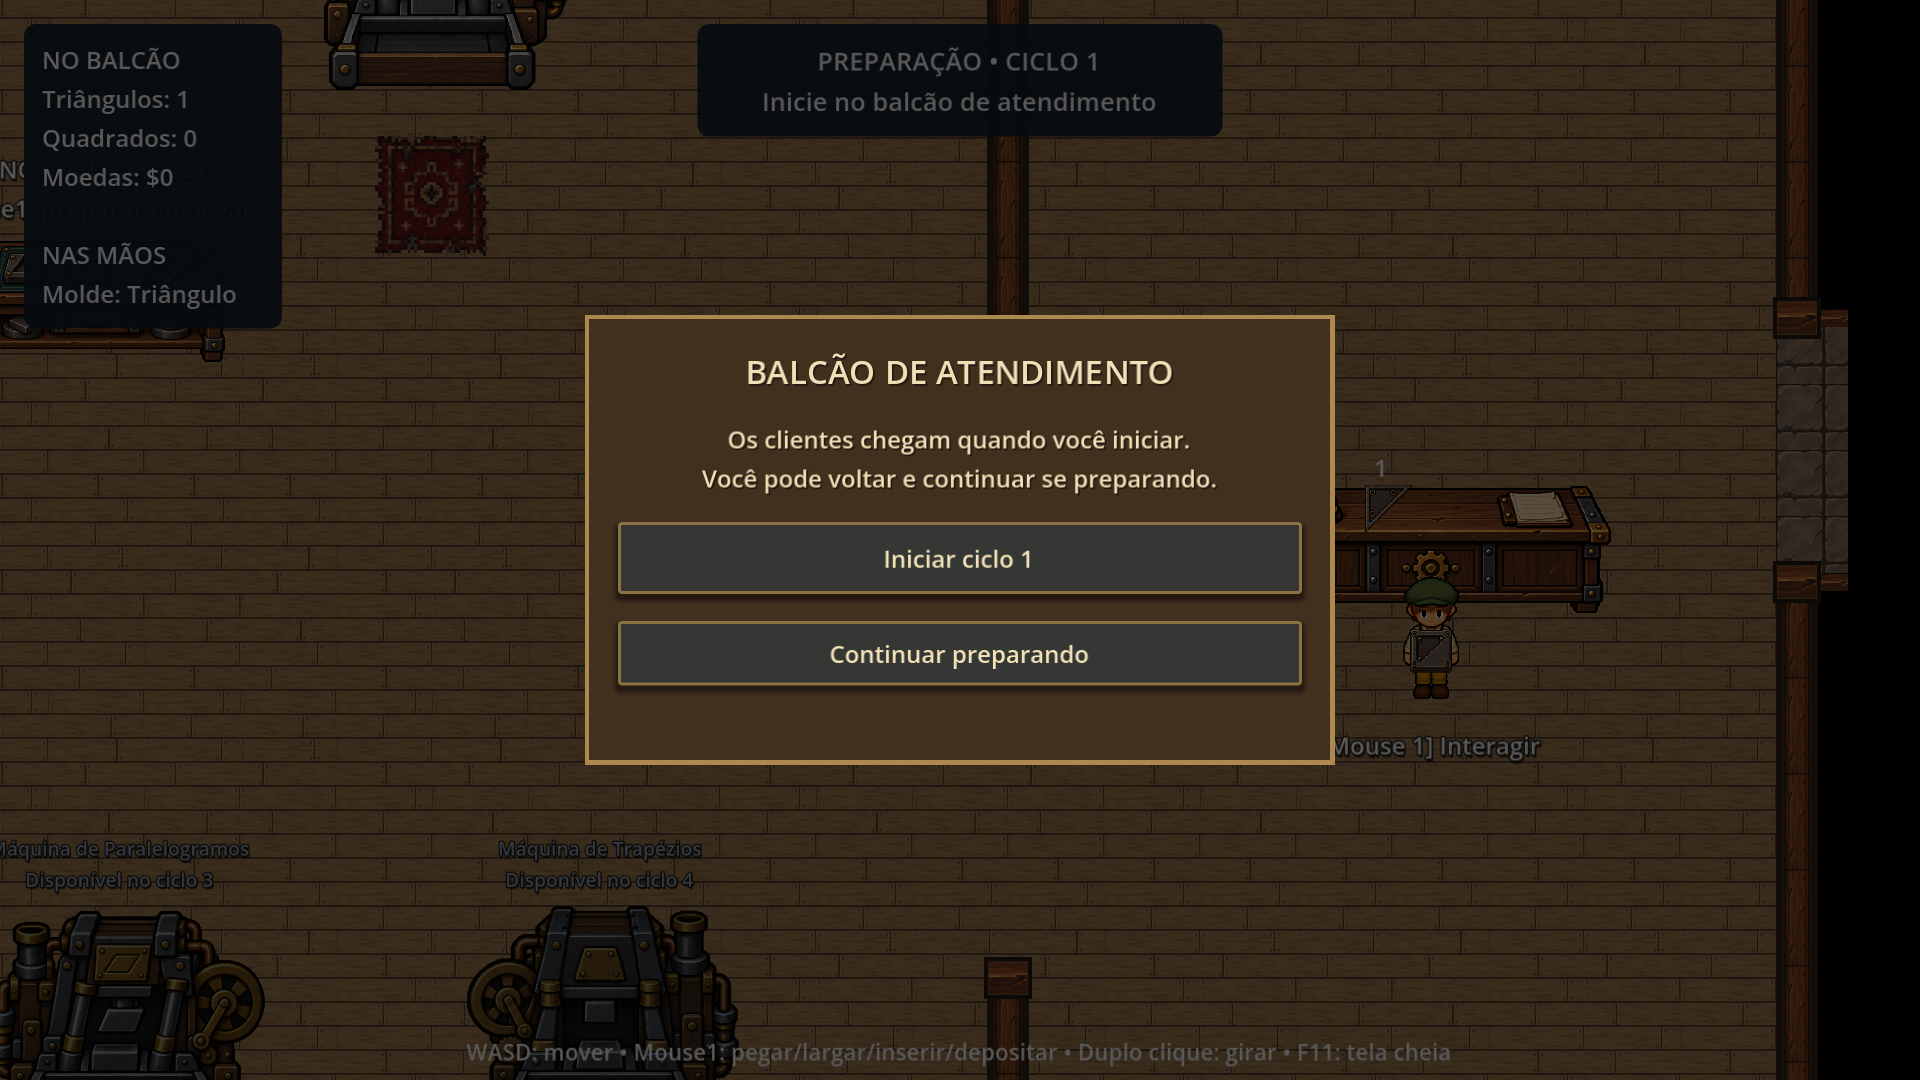 NO BALCÃO
Triângulos: 1
Quadrados: 0
Moedas: $0
preparar ou pegar
NAS MÃOS
Molde: Triângulo
PREPARAÇÃO • CICLO 1
Inicie no balcão de atendimento
BALCÃO DE ATENDIMENTO
Os clientes chegam quando você iniciar.
Você pode voltar e continuar se preparando.
Iniciar ciclo 1
Continuar preparando
1
Mouse 1] Interagir
Máquina de Paralelogramos
Disponível no ciclo 3
Máquina de Trapézios
Disponível no ciclo 4
WASD: mover • Mouse1: pegar/largar/inserir/depositar • Duplo clique: girar • F11: tela cheia